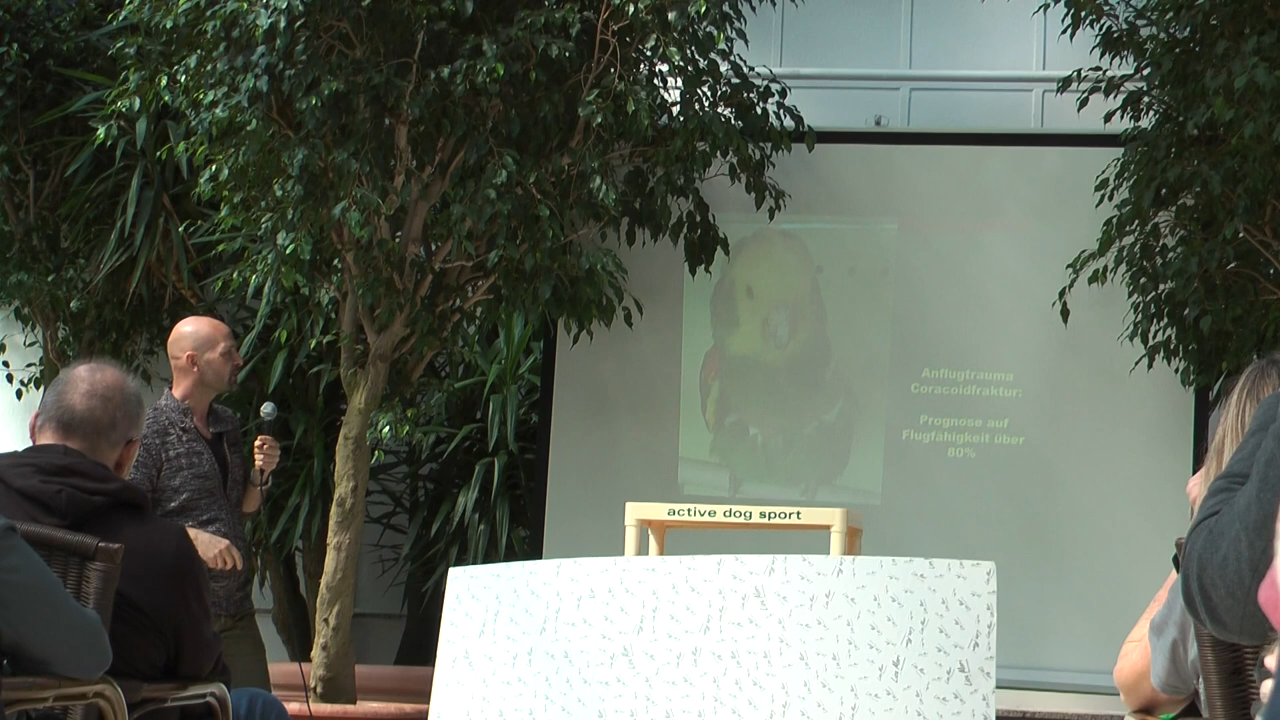 Anflugtrauma
Coracoidfraktur:
Prognose auf
Flugfähigkeit über
80%
active dog sport